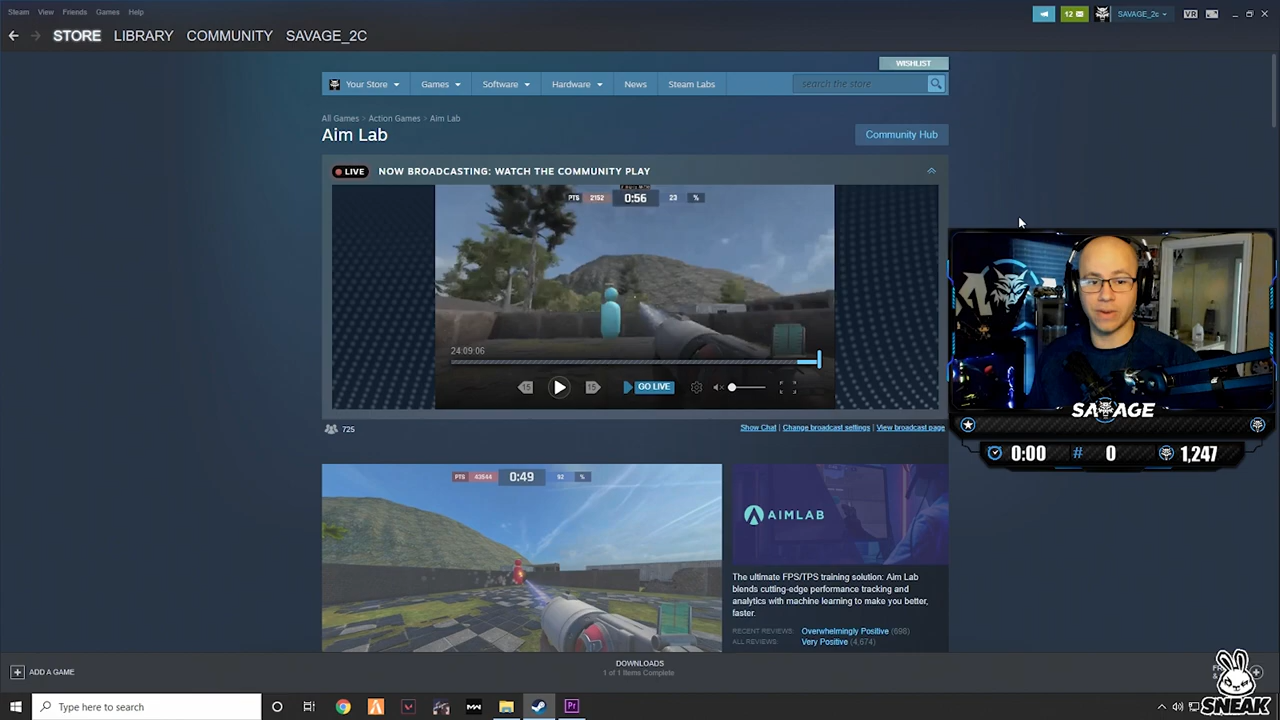 Steam View Friends Games Help
12 SAVAGE_2c VR
STORE LIBRARY COMMUNITY SAVAGE_2C
WISHLIST
Your Store Games Software Hardware News Steam Labs search the store
All Games > Action Games > Aim Lab
Aim Lab Community Hub
LIVE NOW BROADCASTING: WATCH THE COMMUNITY PLAY
PTS 2152 0:56 23 %
24:09:06
15 15 GO LIVE
725 Show Chat | Change broadcast settings | View broadcast page
SAVAGE
0:00 # 0 1,247
PTS 43544 0:49 92 %
AIMLAB
The ultimate FPS/TPS training solution: Aim Lab
blends cutting-edge performance tracking and
analytics with machine learning to make you better,
faster.
RECENT REVIEWS: Overwhelmingly Positive (698)
ALL REVIEWS: Very Positive (4,674)
ADD A GAME
DOWNLOADS
1 of 1 Items Complete
SNEAK
Type here to search
Pr